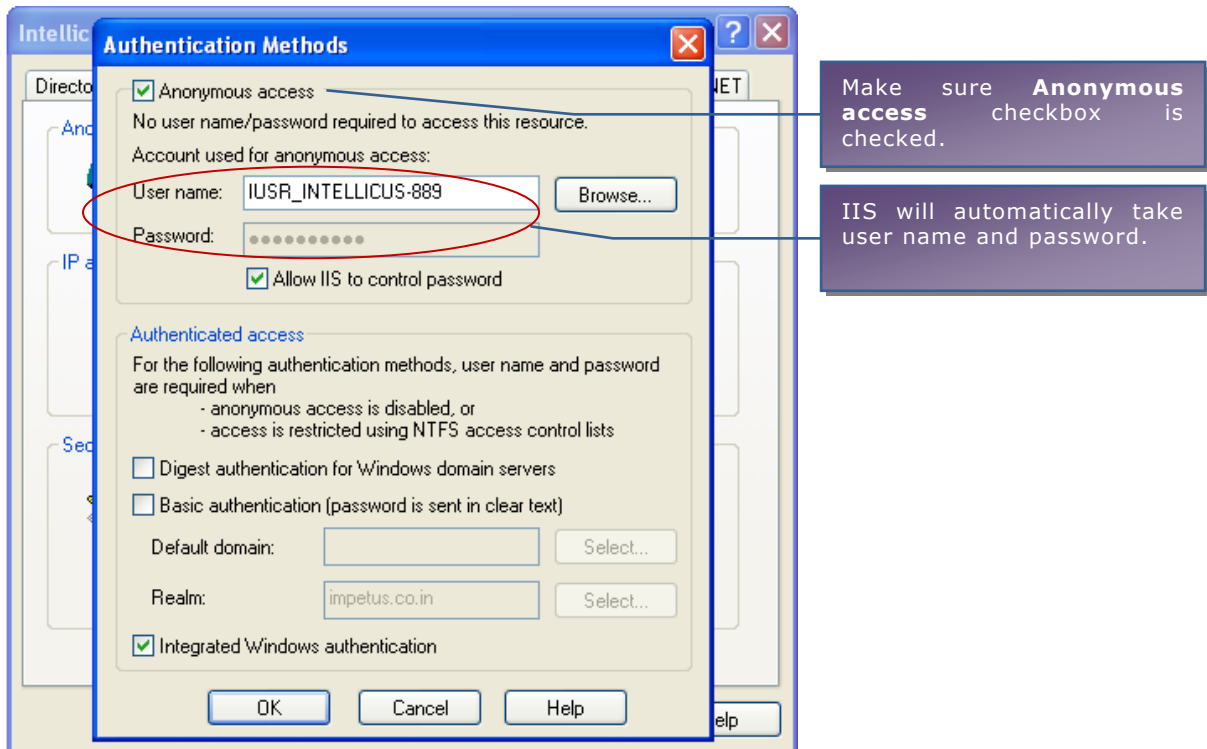 Intellic
Authentication Methods
Directo
NET
Anonymous access
Ano
No user name/password required to access this resource.
Account used for anonymous access:
User name:
IUSR_INTELLICUS-889
Browse...
Password:
Allow IIS to control password
IP a
Authenticated access
For the following authentication methods, user name and password
are required when
- anonymous access is disabled, or
- access is restricted using NTFS access control lists
Sec
Digest authentication for Windows domain servers
Basic authentication (password is sent in clear text)
Default domain:
Select...
Realm:
impetus.co.in
Select...
Integrated Windows authentication
OK
Cancel
Help
elp
Make sure Anonymous
access checkbox is
checked.
IIS will automatically take
user name and password.